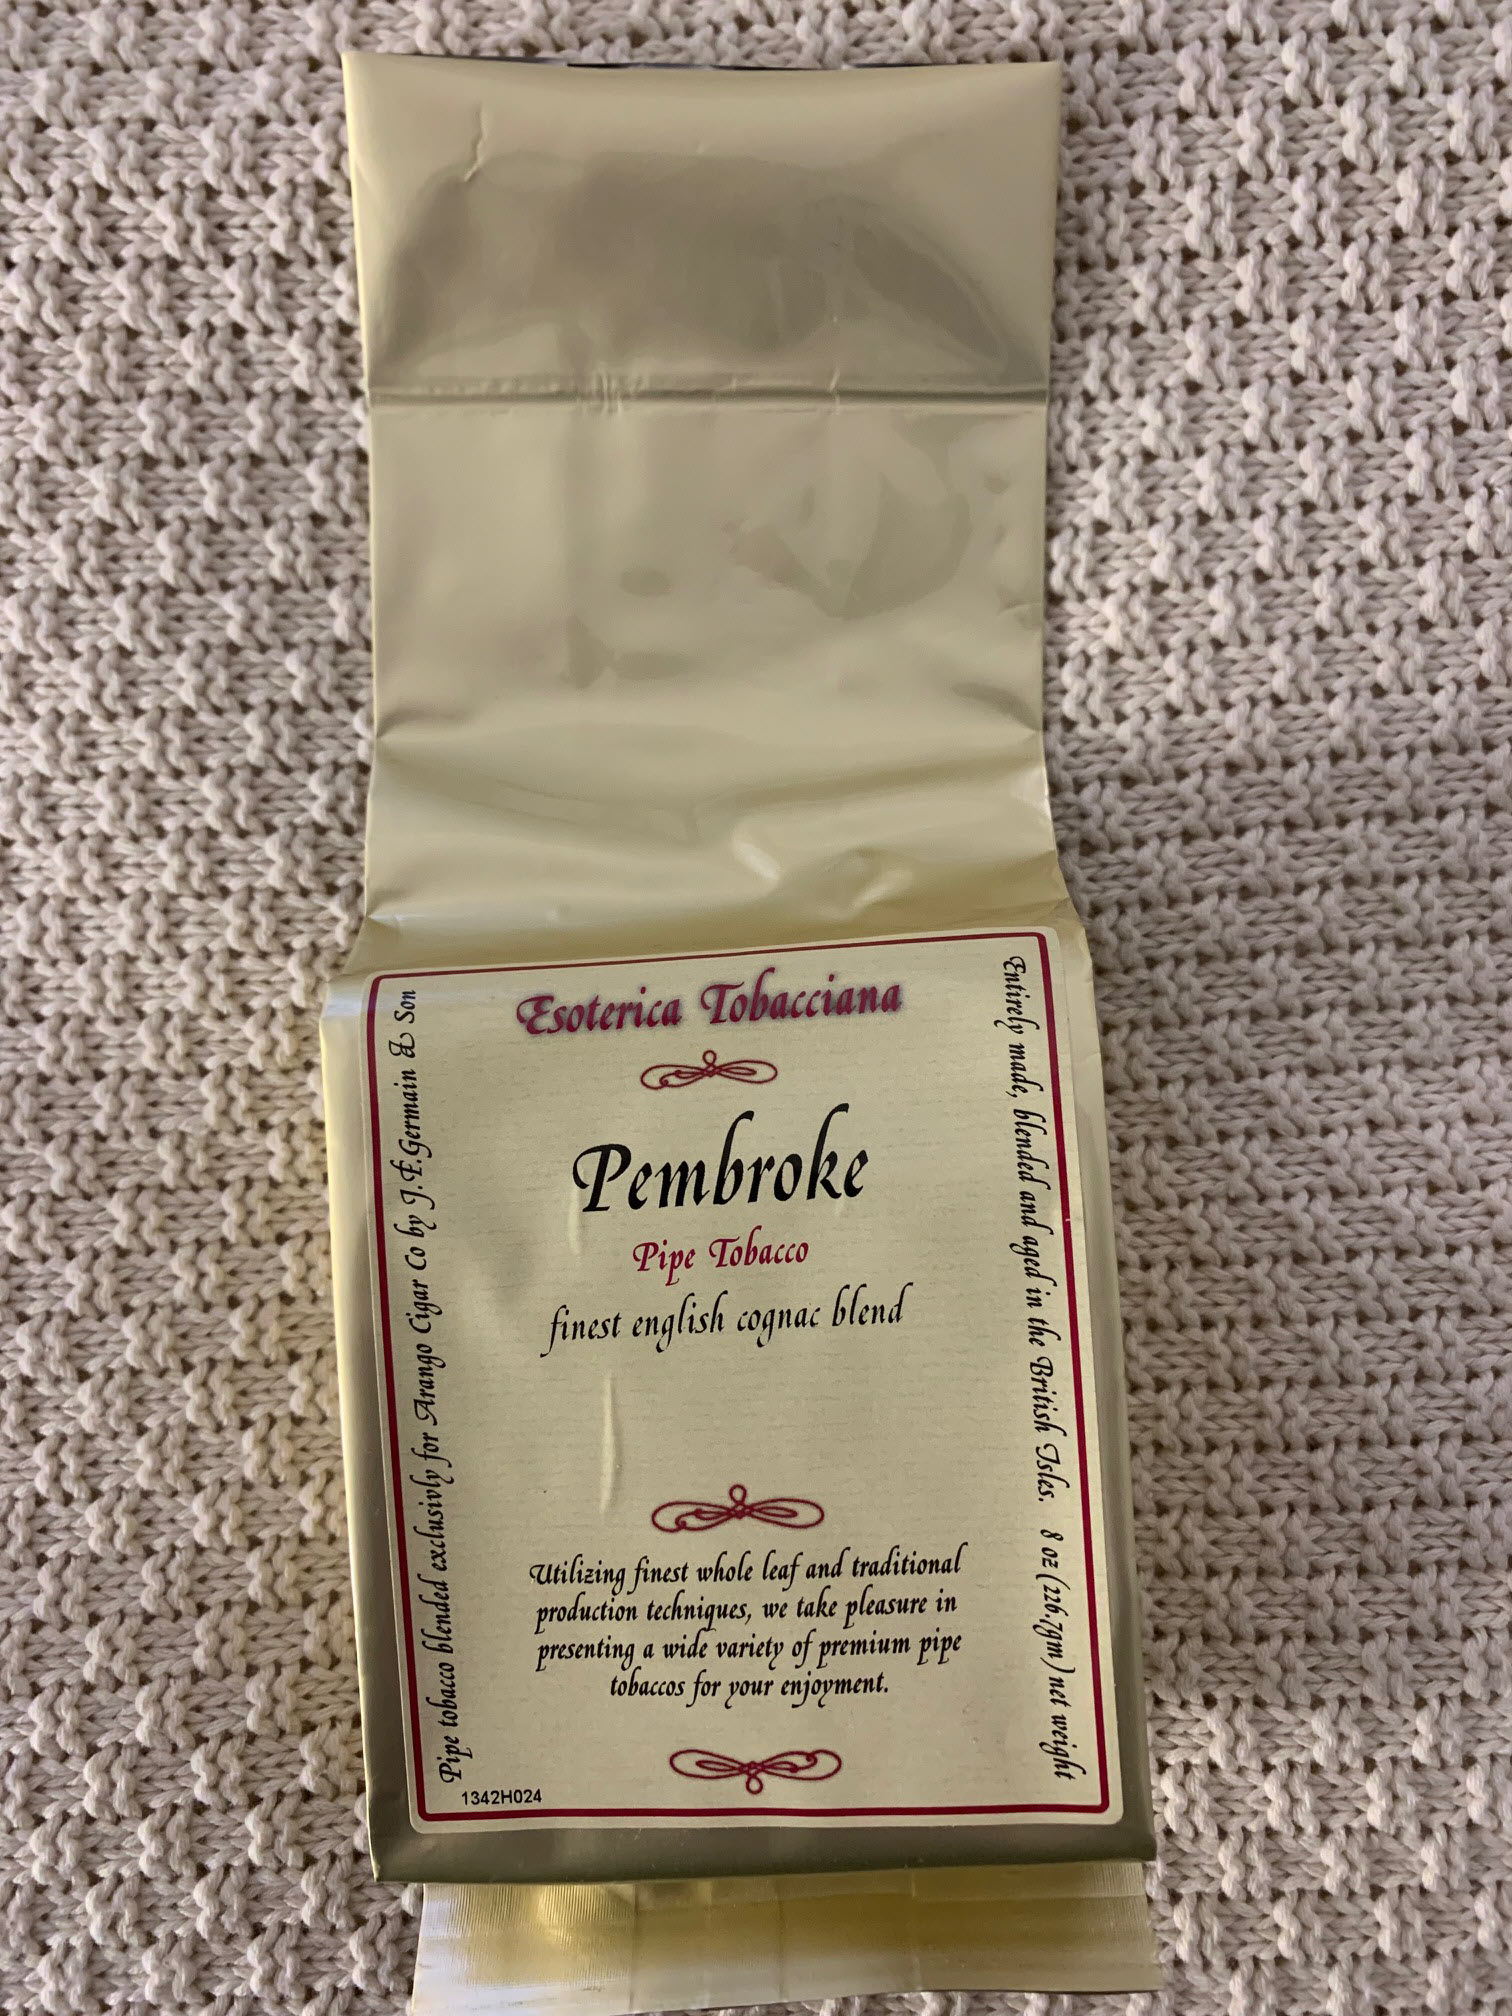 Esoterica Tobacciana
Pembroke
Pipe Tobacco
finest english cognac blend
Utilizing finest whole leaf and traditional
production techniques, we take pleasure in
presenting a wide variety of premium pipe
tobaccos for your enjoyment.
1342H024
Pipe tobacco blended exclusivly for Arango Cigar Co by J.F.Germain & Son
Entirely made, blended and aged in the British Isles. 8 oz (226.7gm) net weight